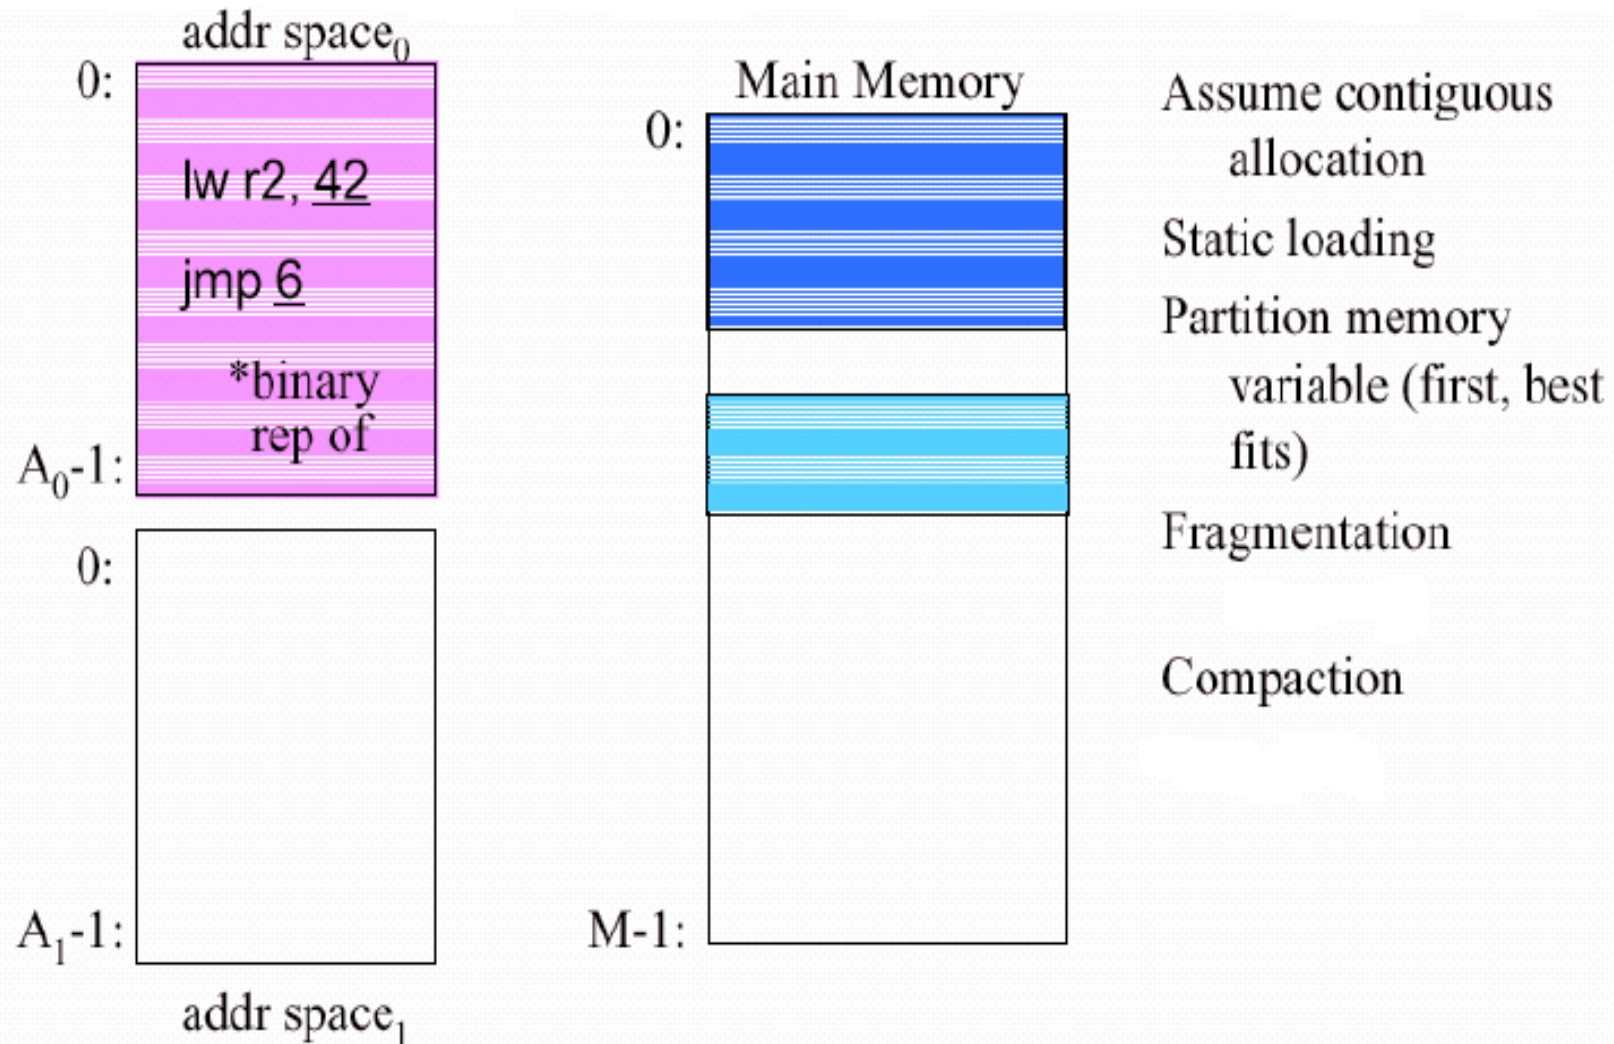 addr space₀
0:
lw r2, 42
jmp 6
*binary
rep of
A₀-1:
0:
A₁-1:
addr space₁
Main Memory
0:
M-1:
Assume contiguous
allocation
Static loading
Partition memory
variable (first, best
fits)
Fragmentation
Compaction